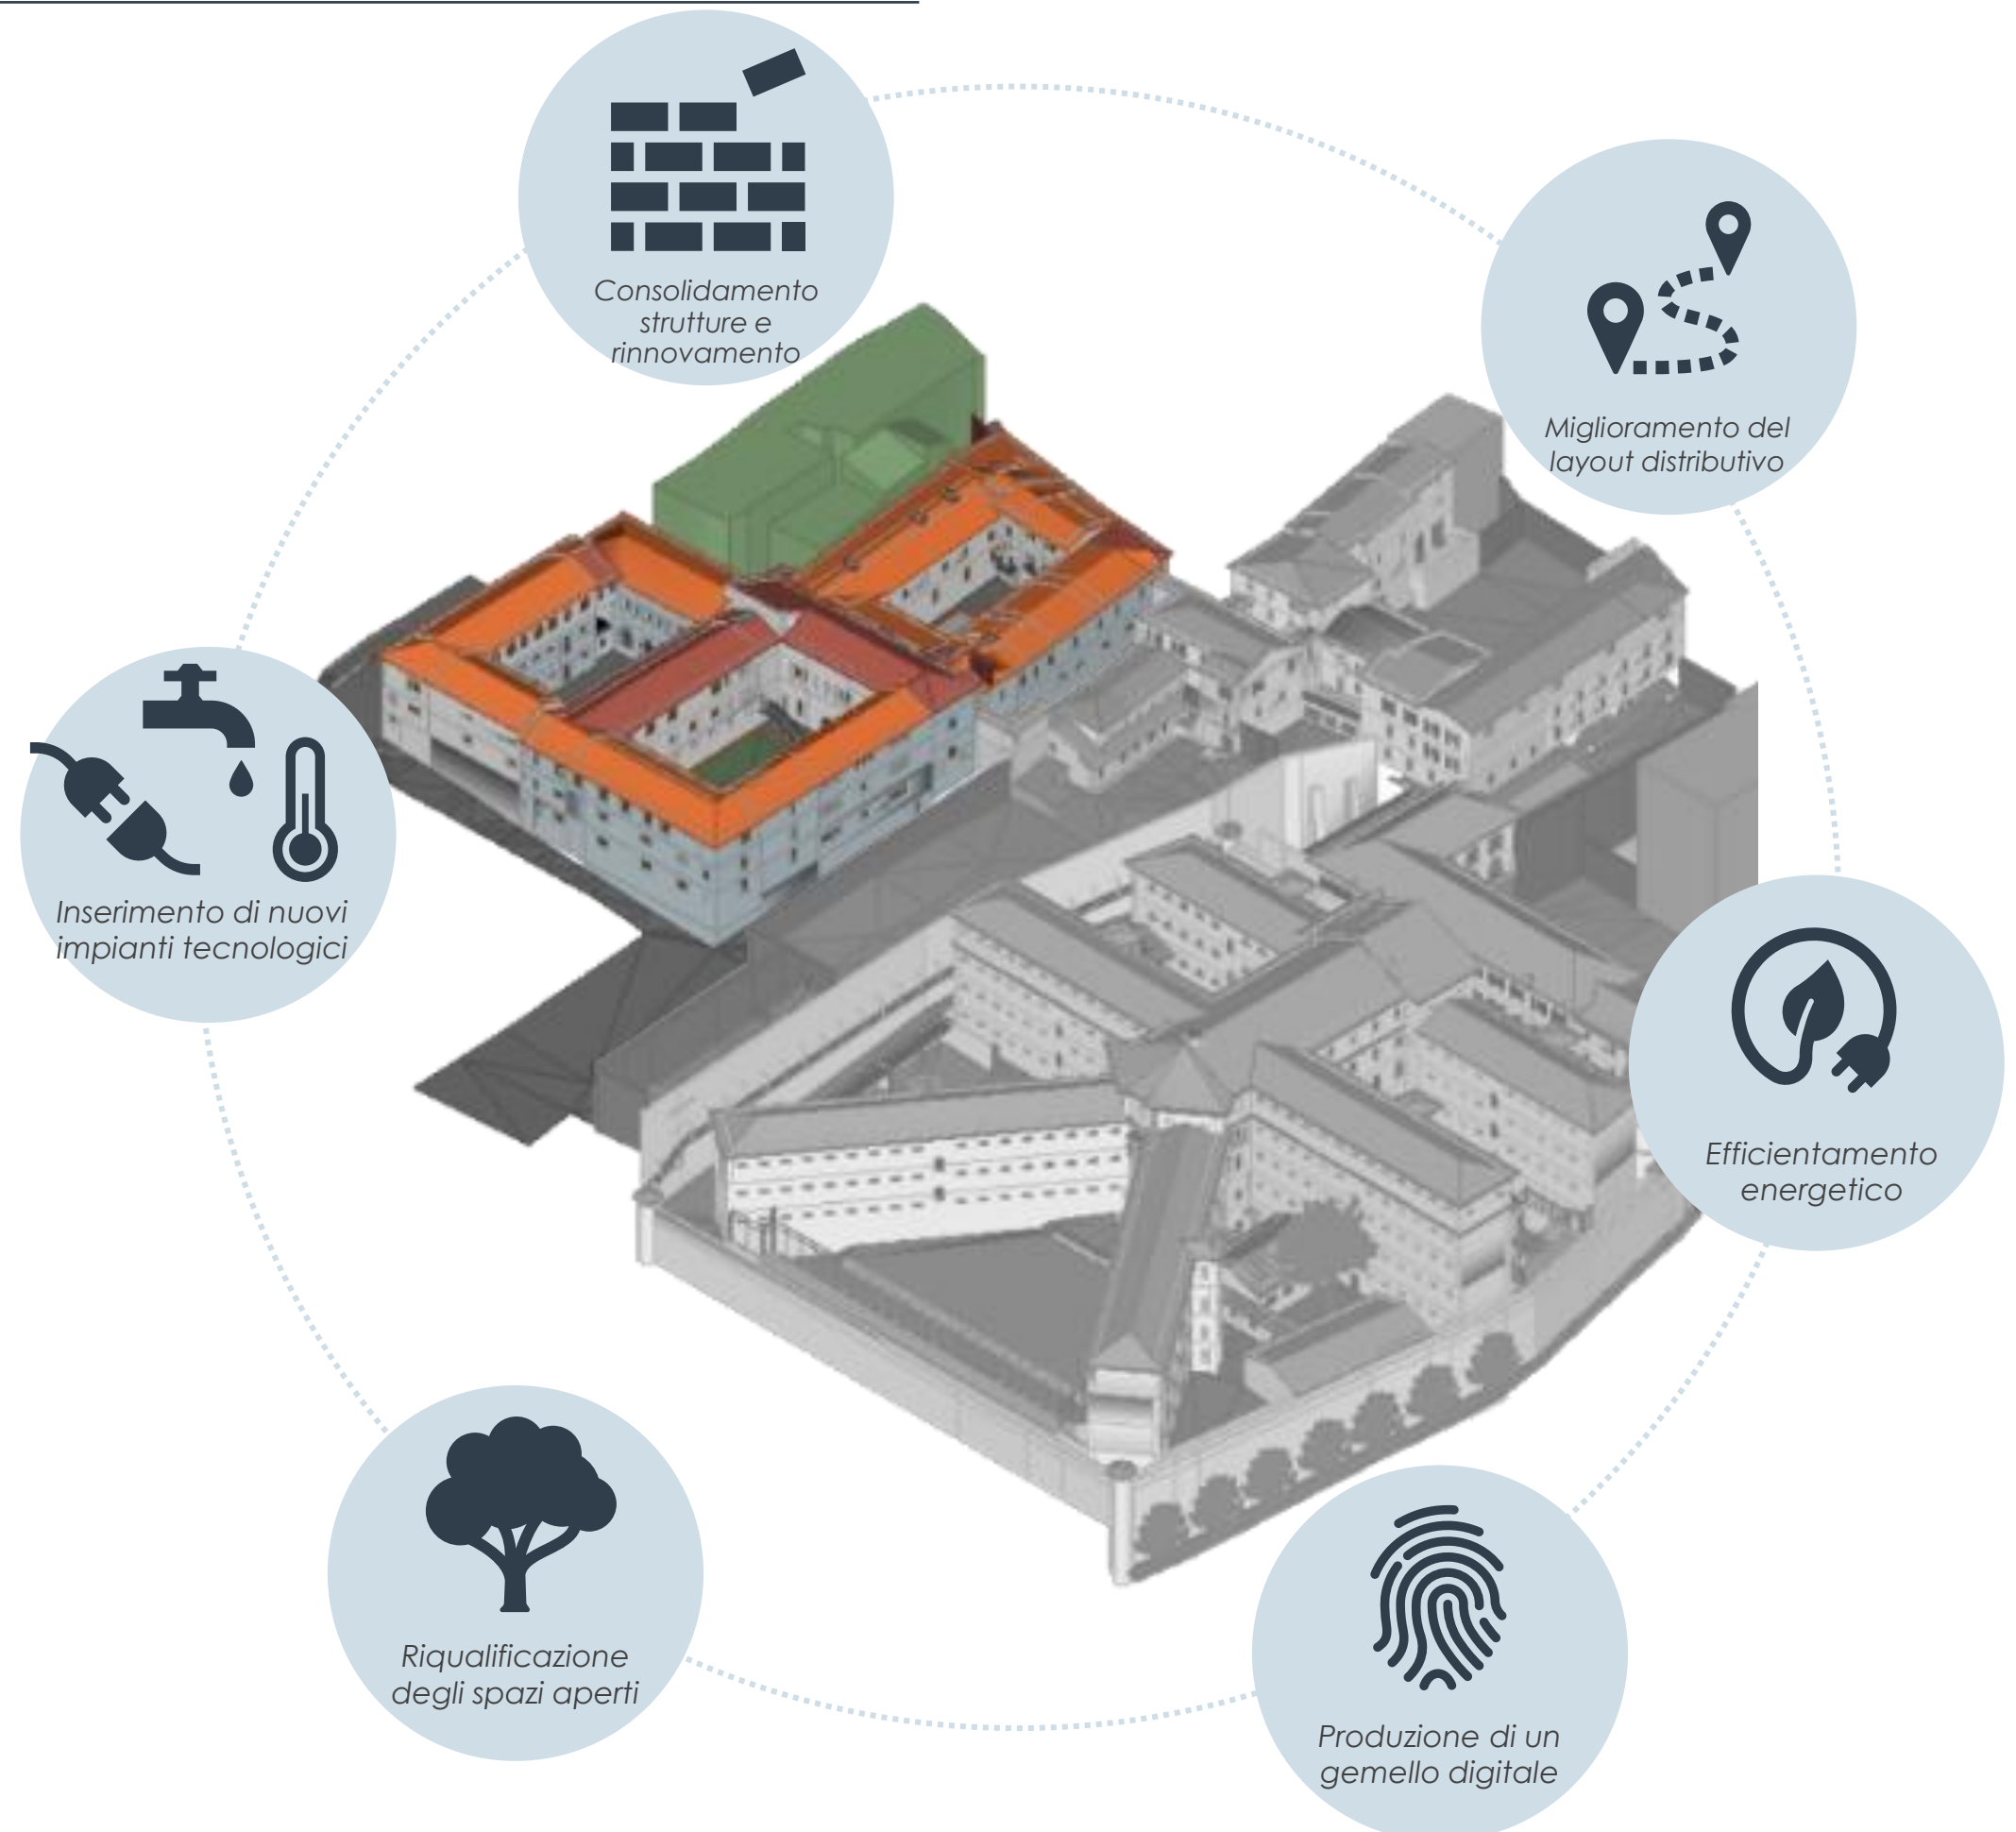 Consolidamento
strutture e
rinnovamento
Miglioramento del
layout distributivo
Inserimento di nuovi
impianti tecnologici
Efficientamento
energetico
Riqualificazione
degli spazi aperti
Produzione di un
gemello digitale